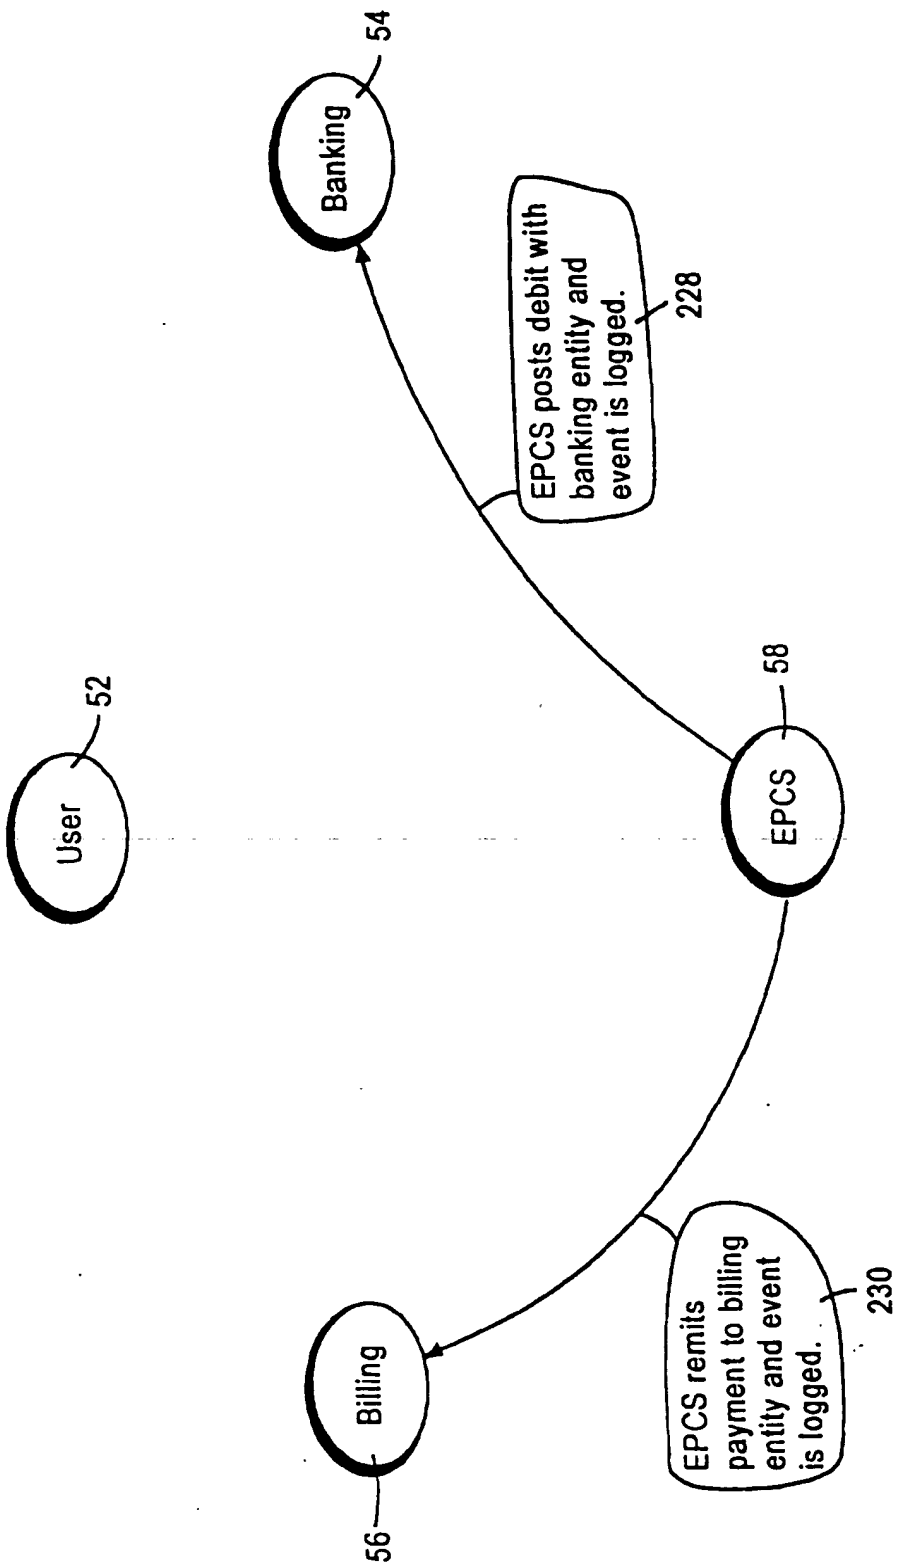 User
52
Banking
54
Billing
56
EPCS
58
EPCS posts debit with
banking entity and
event is logged.
228
EPCS remits
payment to billing
entity and event
is logged.
230